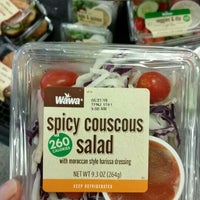 Wawa
spicy couscous
260
CALORIES
salad
with moroccan style harissa dressing
NET WT 9.3 OZ (264g)
KEEP REFRIGERATED